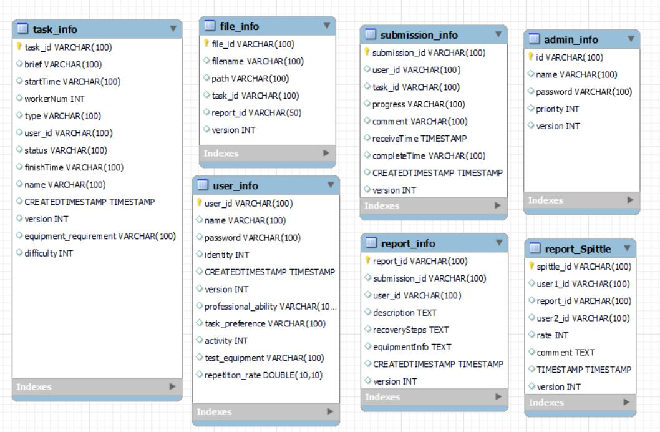 task_info
task_id VARCHAR(100)
brief VARCHAR(100)
startTime VARCHAR(100)
workerNum INT
type VARCHAR(100)
user_id VARCHAR(100)
status VARCHAR(100)
finishTime VARCHAR(100)
name VARCHAR(100)
CREATEDTIMESTAMP TIMESTAMP
version INT
equipment_requirement VARCHAR(100)
difficulty INT
Indexes
file_info
file_id VARCHAR(100)
filename VARCHAR(100)
path VARCHAR(100)
task_id VARCHAR(100)
report_id VARCHAR(50)
version INT
Indexes
user_info
user_id VARCHAR(100)
name VARCHAR(100)
password VARCHAR(100)
identity INT
CREATEDTIMESTAMP TIMESTAMP
version INT
professional_ability VARCHAR(10...
task_preference VARCHAR(100)
activity INT
test_equipment VARCHAR(100)
repetition_rate DOUBLE(10,10)
Indexes
submission_info
submission_id VARCHAR(100)
user_id VARCHAR(100)
task_id VARCHAR(100)
progress VARCHAR(100)
comment VARCHAR(100)
receiveTime TIMESTAMP
completeTime VARCHAR(100)
CREATEDTIMESTAMP TIMESTAMP
version INT
Indexes
report_info
report_id VARCHAR(100)
submission_id VARCHAR(100)
user_id VARCHAR(100)
description TEXT
recoverySteps TEXT
equipmentInfo TEXT
CREATEDTIMESTAMP TIMESTAMP
version INT
Indexes
admin_info
id VARCHAR(100)
name VARCHAR(100)
password VARCHAR(100)
priority INT
version INT
Indexes
report_Spittle
spittle_id VARCHAR(100)
user1_id VARCHAR(100)
report_id VARCHAR(100)
user2_id VARCHAR(100)
rate INT
comment TEXT
TIMESTAMP TIMESTAMP
version INT
Indexes